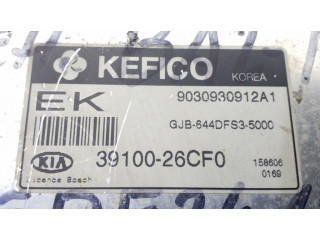 KEFICO
KOREA
EK
9030930912A1
GJB-644DFS3-5000
KIA
39100-26CF0
158606
Licence Bosch
0169